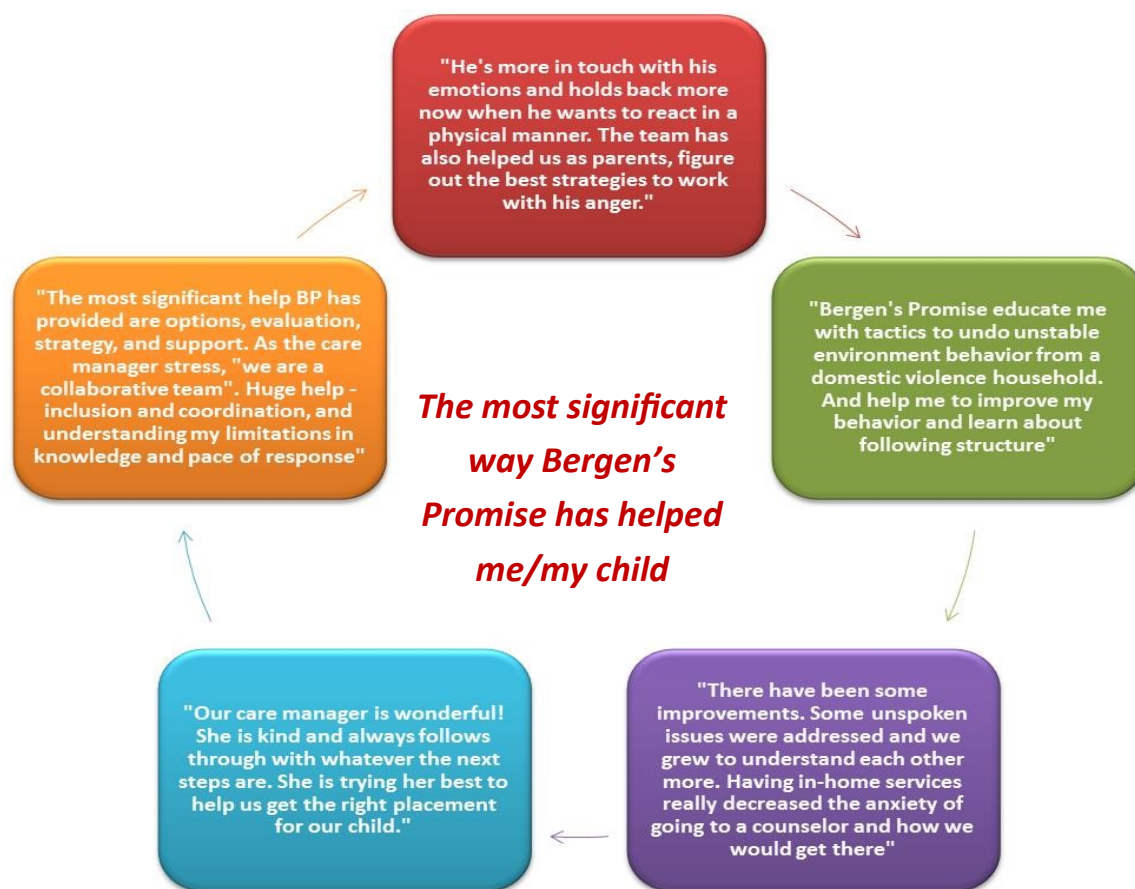 "He's more in touch with his
emotions and holds back more
now when he wants to react in a
physical manner. The team has
also helped us as parents, figure
out the best strategies to work
with his anger."
"Bergen's Promise educate me
with tactics to undo unstable
environment behavior from a
domestic violence household.
And help me to improve my
behavior and learn about
following structure"
"There have been some
improvements. Some unspoken
issues were addressed and we
grew to understand each other
more. Having in-home services
really decreased the anxiety of
going to a counselor and how we
would get there"
"Our care manager is wonderful!
She is kind and always follows
through with whatever the next
steps are. She is trying her best to
help us get the right placement
for our child."
"The most significant help BP has
provided are options, evaluation,
strategy, and support. As the care
manager stress, "we are a
collaborative team". Huge help -
inclusion and coordination, and
understanding my limitations in
knowledge and pace of response"
The most significant
way Bergen’s
Promise has helped
me/my child